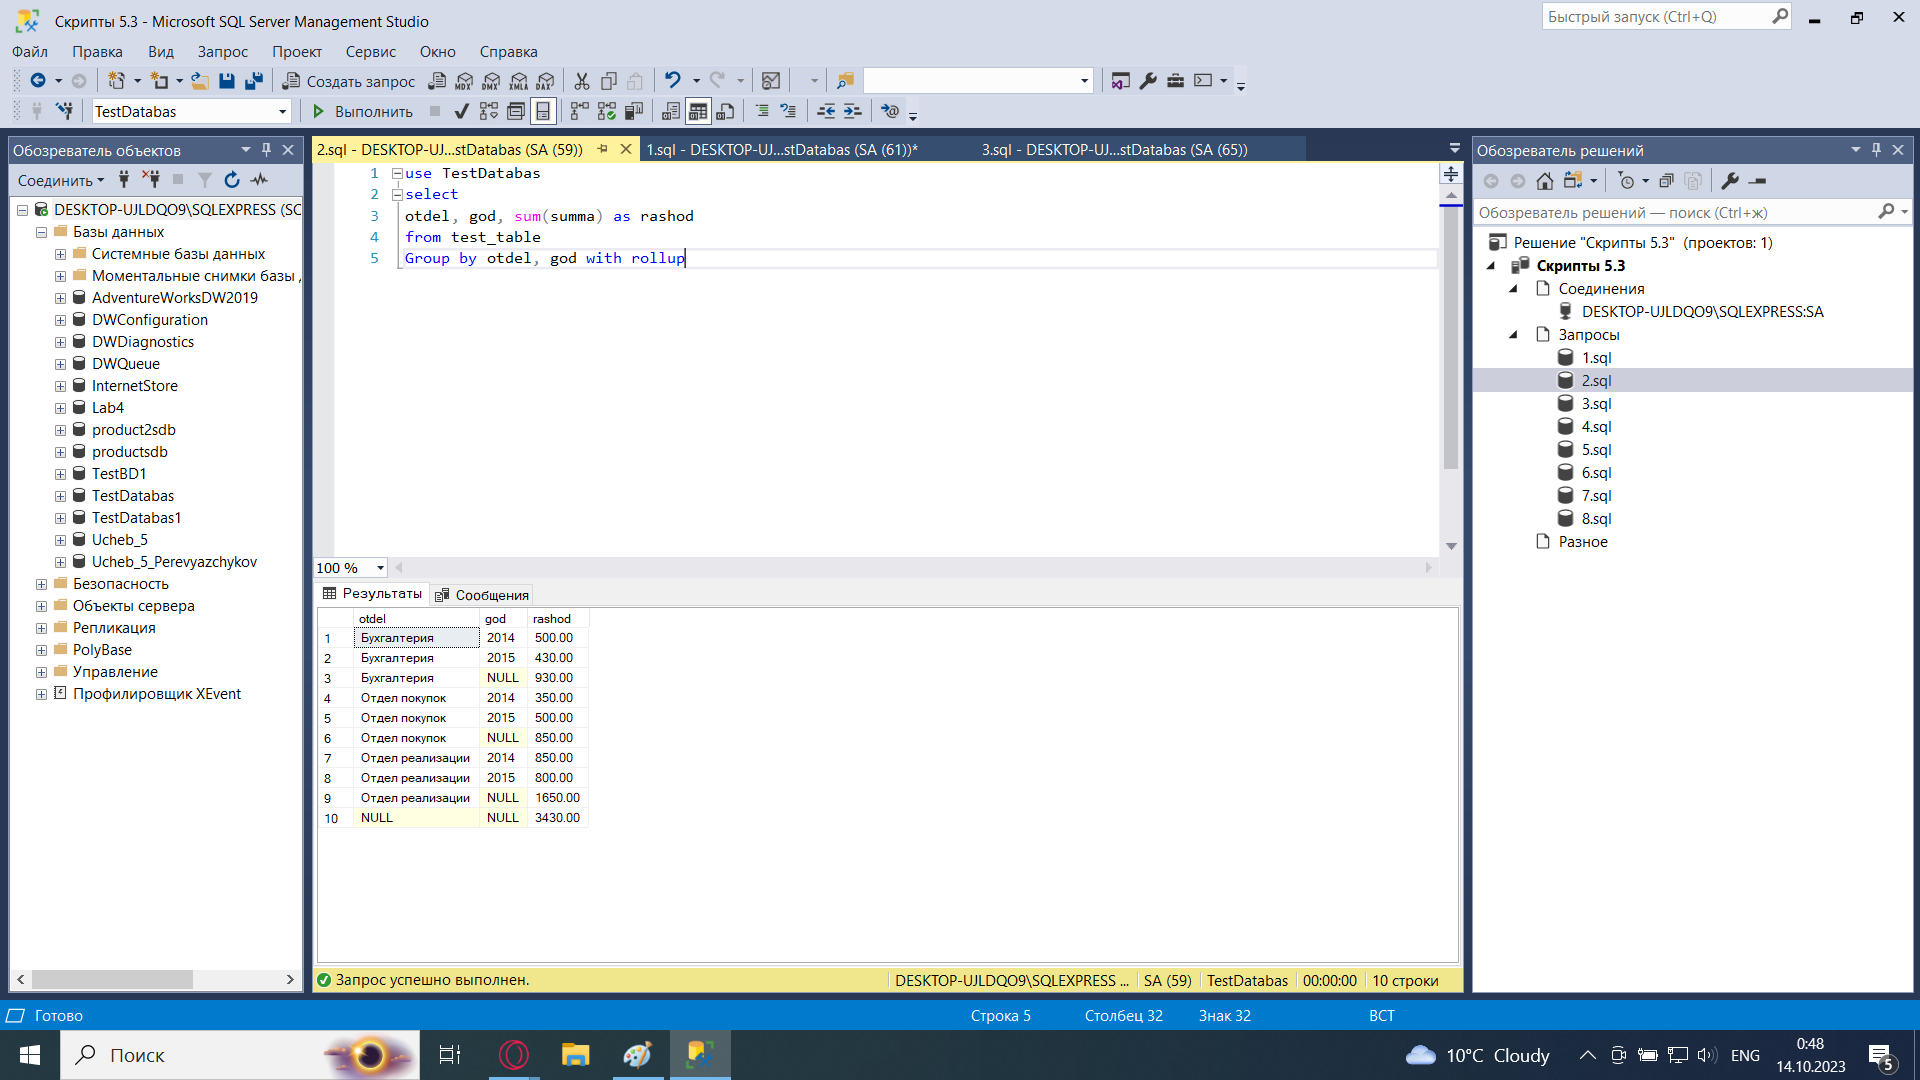 Скрипты 5.3 - Microsoft SQL Server Management Studio
Быстрый запуск (Ctrl+Q)
Файл Правка Вид Запрос Проект Сервис Окно Справка
Создать запрос MDX DMX XMLA DAX
TestDatabas Выполнить
Обозреватель объектов
Соединить
DESKTOP-UJLDQO9\SQLEXPRESS (SC
Базы данных
Системные базы данных
Моментальные снимки базы
AdventureWorksDW2019
DWConfiguration
DWDiagnostics
DWQueue
InternetStore
Lab4
product2sdb
productsdb
TestBD1
TestDatabas
TestDatabas1
Ucheb_5
Ucheb_5_Perevyazchykov
Безопасность
Объекты сервера
Репликация
PolyBase
Управление
Профилировщик XEvent
2.sql - DESKTOP-UJ...stDatabas (SA (59)) 1.sql - DESKTOP-UJ...stDatabas (SA (61))* 3.sql - DESKTOP-UJ...stDatabas (SA (65))
1 use TestDatabas
2 select
3 otdel, god, sum(summa) as rashod
4 from test_table
5 Group by otdel, god with rollup
100 %
Результаты Сообщения
otdel god rashod
1 Бухгалтерия 2014 500.00
2 Бухгалтерия 2015 430.00
3 Бухгалтерия NULL 930.00
4 Отдел покупок 2014 350.00
5 Отдел покупок 2015 500.00
6 Отдел покупок NULL 850.00
7 Отдел реализации 2014 850.00
8 Отдел реализации 2015 800.00
9 Отдел реализации NULL 1650.00
10 NULL NULL 3430.00
Запрос успешно выполнен. DESKTOP-UJLDQO9\SQLEXPRESS ... SA (59) TestDatabas 00:00:00 10 строки
Обозреватель решений
Обозреватель решений — поиск (Ctrl+ж)
Решение "Скрипты 5.3" (проектов: 1)
Скрипты 5.3
Соединения
DESKTOP-UJLDQO9\SQLEXPRESS:SA
Запросы
1.sql
2.sql
3.sql
4.sql
5.sql
6.sql
7.sql
8.sql
Разное
Готово Строка 5 Столбец 32 Знак 32 ВСТ
Поиск 10°C Cloudy ENG 0:48
14.10.2023 5